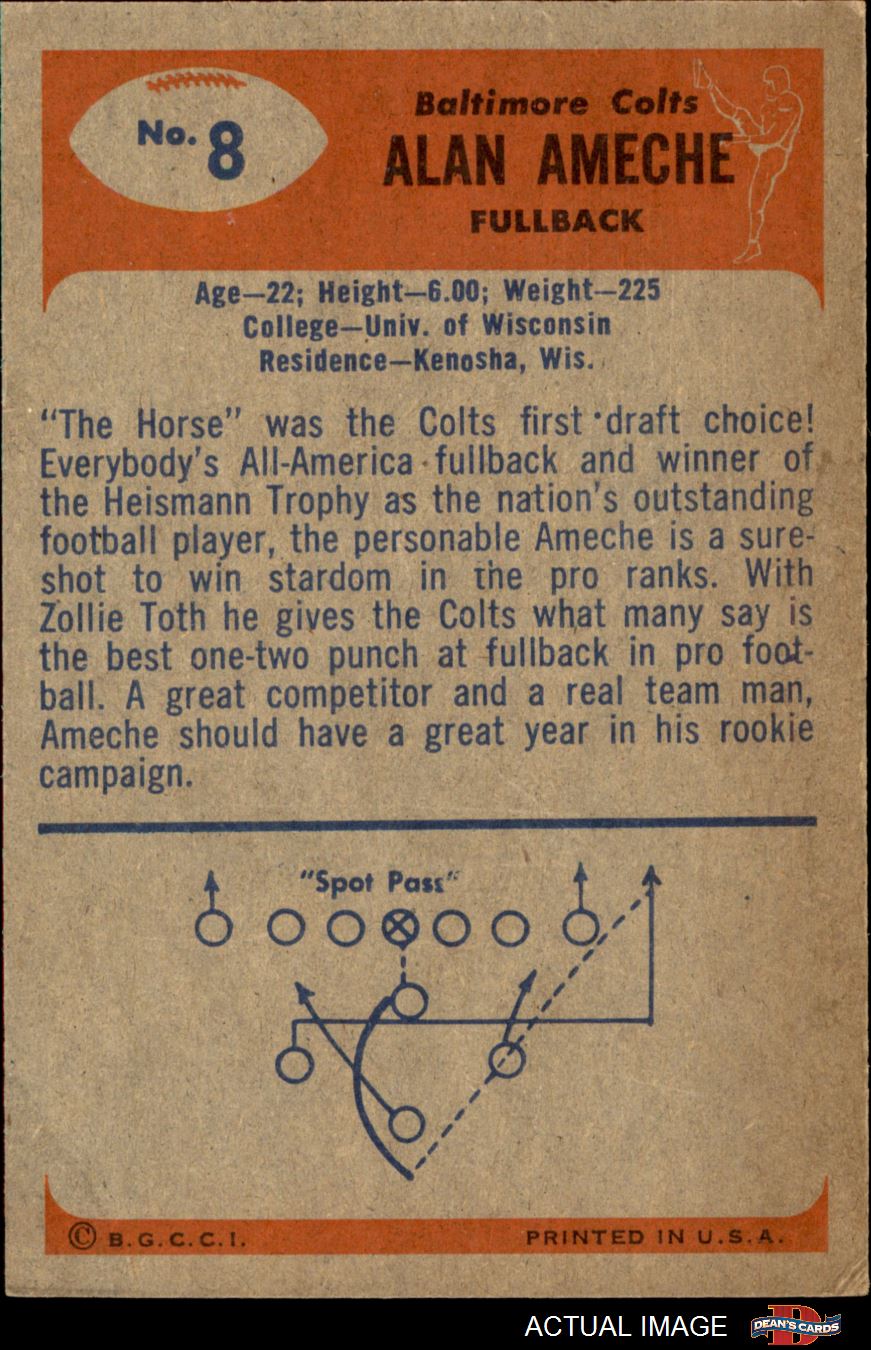 No. 8
Baltimore Colts
ALAN AMECHE
FULLBACK
Age—22; Height—6.00; Weight—225
College—Univ. of Wisconsin
Residence—Kenosha, Wis.
“The Horse” was the Colts first draft choice!
Everybody’s All-America fullback and winner of
the Heismann Trophy as the nation’s outstanding
football player, the personable Ameche is a sure-
shot to win stardom in the pro ranks. With
Zollie Toth he gives the Colts what many say is
the best one-two punch at fullback in pro foot-
ball. A great competitor and a real team man,
Ameche should have a great year in his rookie
campaign.
"Spot Pass"
© B.G.C.C.I.
PRINTED IN U.S.A.
ACTUAL IMAGE
D
DEAN'S CARDS